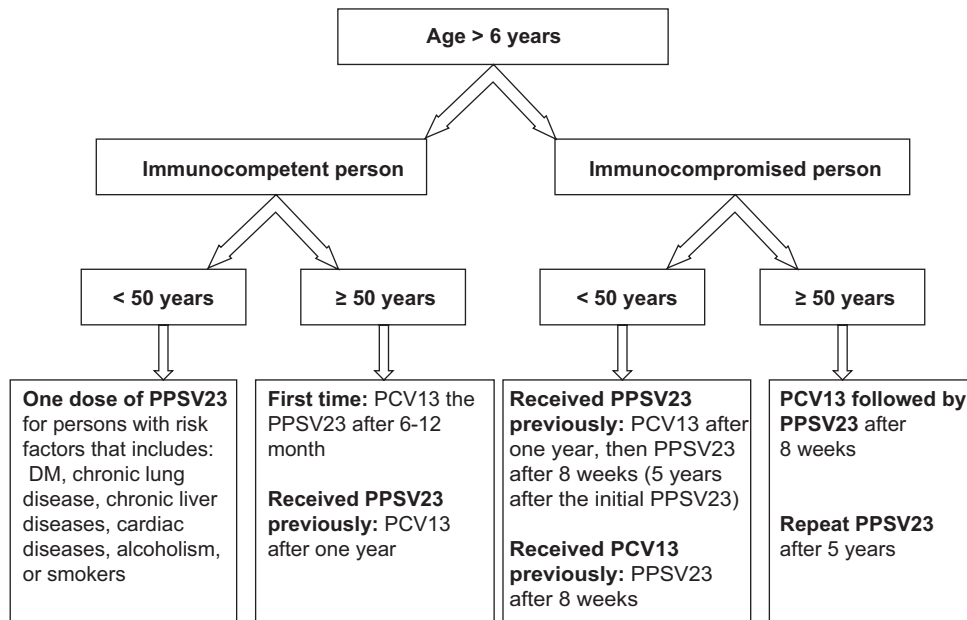 Age > 6 years
Immunocompetent person
Immunocompromised person
< 50 years
≥ 50 years
< 50 years
≥ 50 years
One dose of PPSV23
for persons with risk
factors that includes:
DM, chronic lung
disease, chronic liver
diseases, cardiac
diseases, alcoholism,
or smokers
First time: PCV13 the
PPSV23 after 6-12
month
Received PPSV23
previously: PCV13
after one year
Received PPSV23
previously: PCV13 after
one year, then PPSV23
after 8 weeks (5 years
after the initial PPSV23)
Received PCV13
previously: PPSV23
after 8 weeks
PCV13 followed by
PPSV23 after
8 weeks
Repeat PPSV23
after 5 years